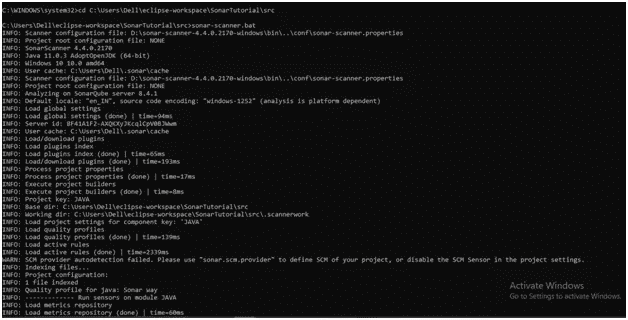 C:\WINDOWS\system32>cd C:\Users\Dell\eclipse-workspace\SonarTutorial\src
C:\Users\Dell\eclipse-workspace\SonarTutorial\src>sonar-scanner.bat
INFO: Scanner configuration file: D:\sonar-scanner-4.4.0.2170-windows\bin\..\conf\sonar-scanner.properties
INFO: Project root configuration file: NONE
INFO: SonarScanner 4.4.0.2170
INFO: Java 11.0.3 AdoptOpenJDK (64-bit)
INFO: Windows 10 10.0 amd64
INFO: User cache: C:\Users\Dell\.sonar\cache
INFO: Scanner configuration file: D:\sonar-scanner-4.4.0.2170-windows\bin\..\conf\sonar-scanner.properties
INFO: Project root configuration file: NONE
INFO: Analyzing on SonarQube server 8.4.1
INFO: Default locale: "en_IN", source code encoding: "windows-1252" (analysis is platform dependent)
INFO: Load global settings
INFO: Load global settings (done) | time=94ms
INFO: Server id:
INFO: User cache: C:\Users\Dell\.sonar\cache
INFO: Load/download plugins
INFO: Load plugins index
INFO: Load plugins index (done) | time=65ms
INFO: Load/download plugins (done) | time=193ms
INFO: Process project properties
INFO: Process project properties (done) | time=17ms
INFO: Execute project builders
INFO: Execute project builders (done) | time=8ms
INFO: Project key: JAVA
INFO: Base dir: C:\Users\Dell\eclipse-workspace\SonarTutorial\src
INFO: Working dir: C:\Users\Dell\eclipse-workspace\SonarTutorial\src\.scannerwork
INFO: Load project settings for component key: 'JAVA'
INFO: Load quality profiles
INFO: Load quality profiles (done) | time=139ms
INFO: Load active rules
INFO: Load active rules (done) | time=2339ms
WARN: SCM provider autodetection failed. Please use "sonar.scm.provider" to define SCM of your project, or disable the SCM Sensor in the project settings.
INFO: Indexing files...
INFO: Project configuration:
INFO: 1 file indexed
INFO: Quality profile for java: Sonar way
INFO: ------------- Run sensors on module JAVA
INFO: Load metrics repository
INFO: Load metrics repository (done) | time=60ms
Activate Windows
Go to Settings to activate Windows.